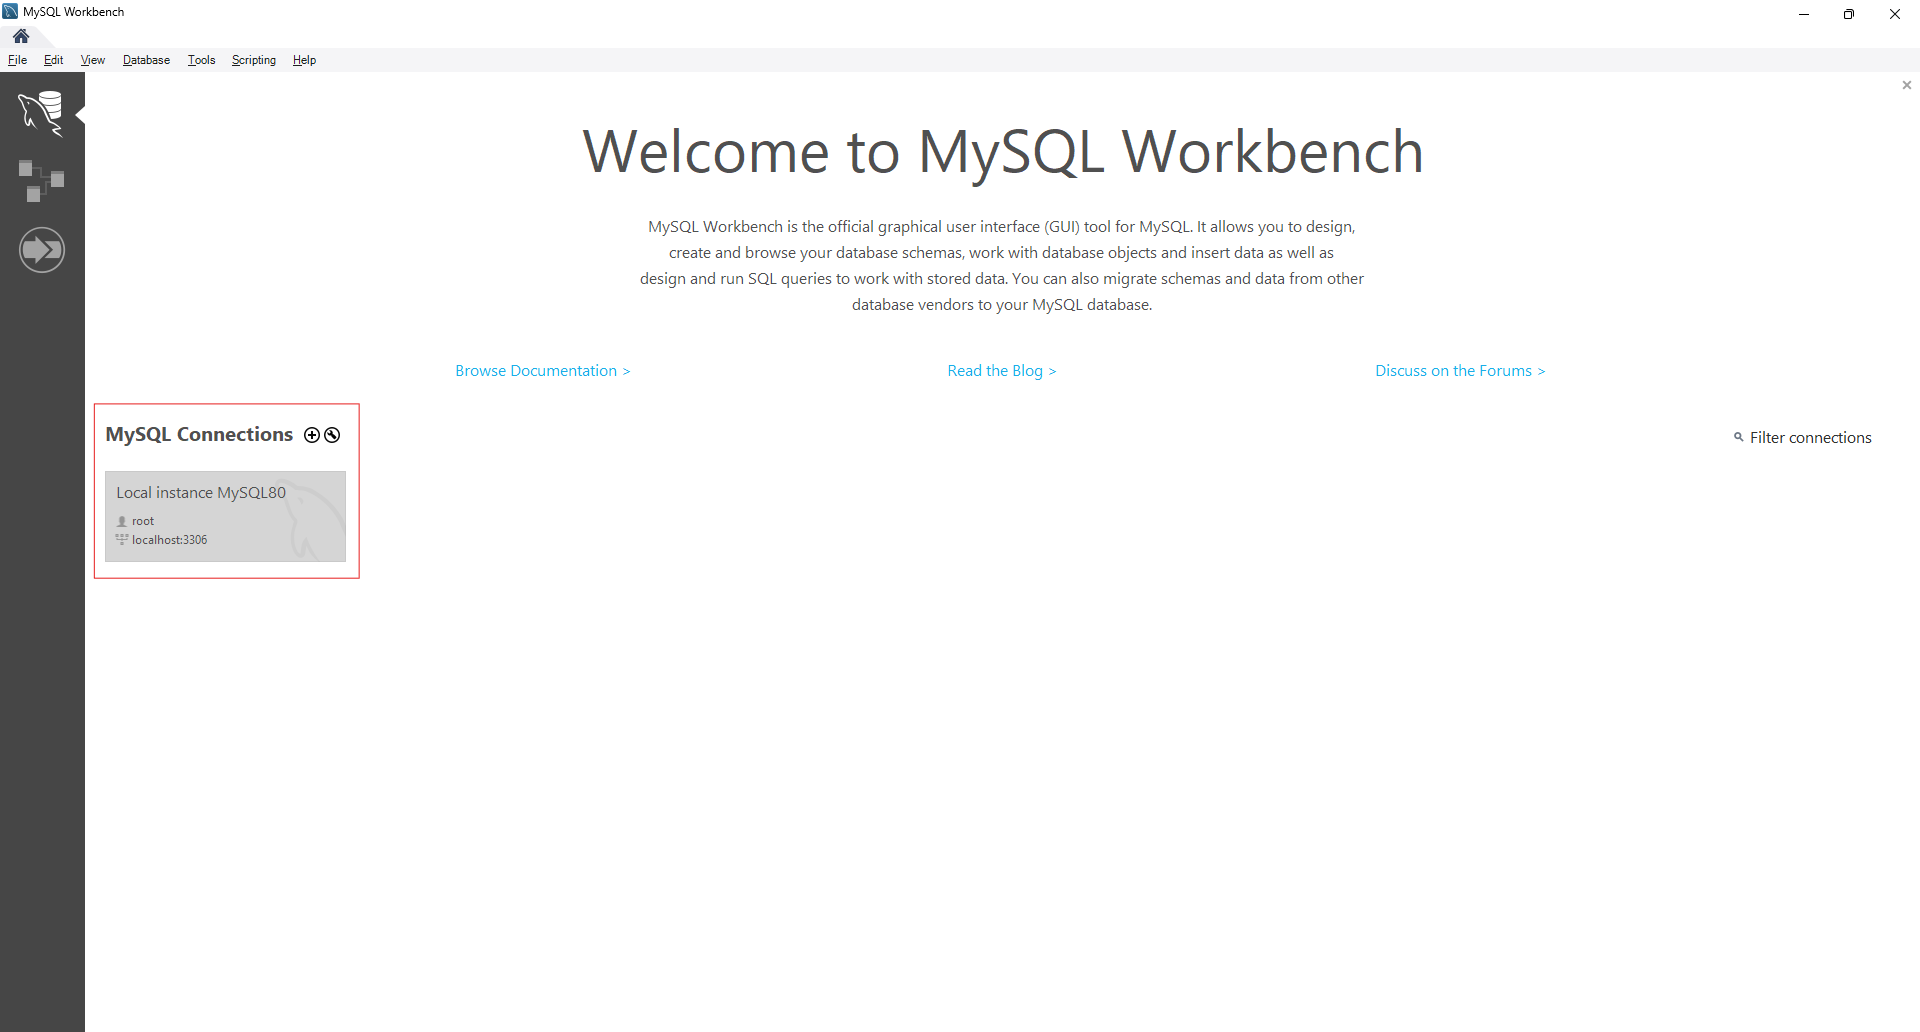 MySQL Workbench
File Edit View Database Tools Scripting Help
Welcome to MySQL Workbench
MySQL Workbench is the official graphical user interface (GUI) tool for MySQL. It allows you to design,
create and browse your database schemas, work with database objects and insert data as well as
design and run SQL queries to work with stored data. You can also migrate schemas and data from other
database vendors to your MySQL database.
Browse Documentation > Read the Blog > Discuss on the Forums >
MySQL Connections
Filter connections
Local instance MySQL80
root
localhost:3306